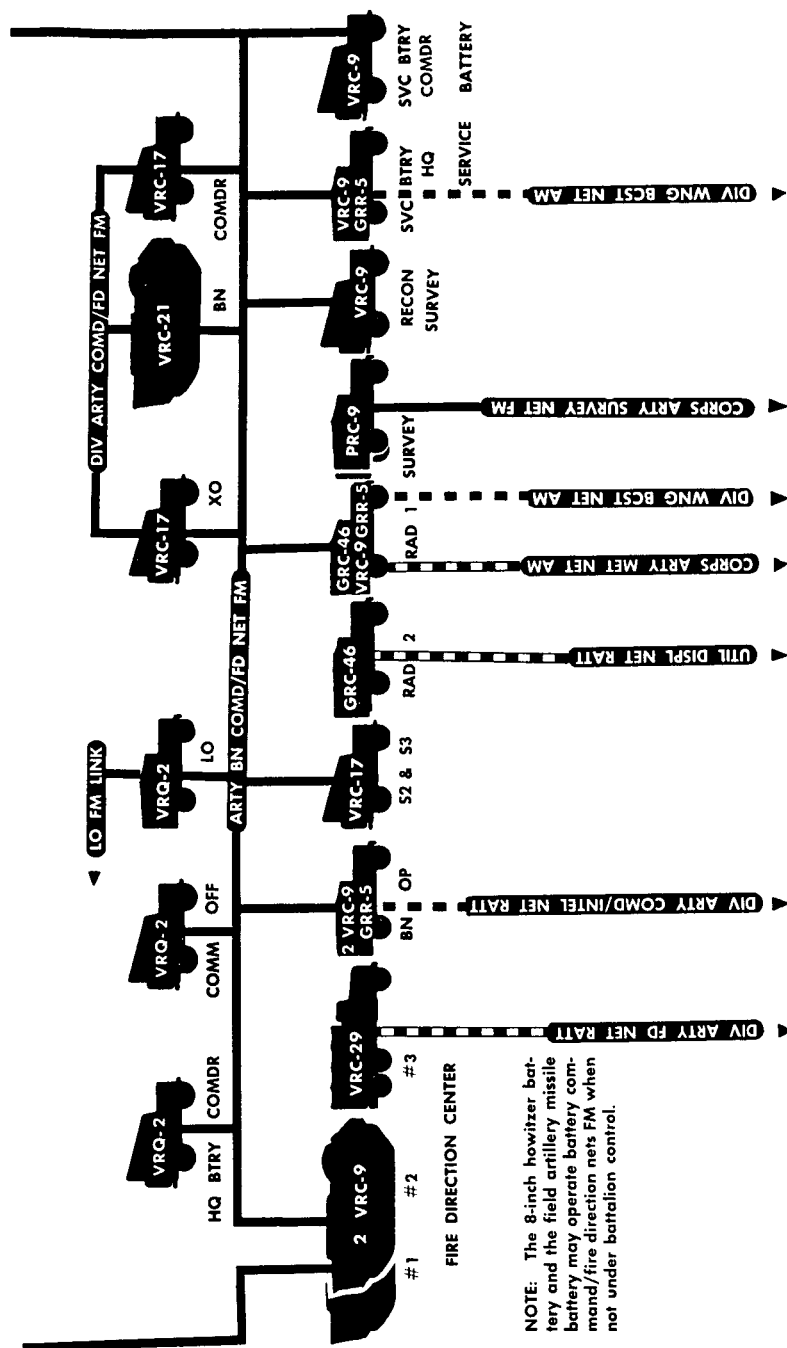 DIV ARTY COMD/FD NET FM
LO FM LINK
VRQ-2
HQ BTRY COMDR
VRQ-2
COMM OFF
VRQ-2
LO
VRC-17
XO
VRC-21
BN COMDR
VRC-17
ARTY BN COMD/FD NET FM
2 VRC-9
#1 #2
VRC-29
#3
FIRE DIRECTION CENTER
2 VRC-9
GRR-5
BN OP
VRC-17
S2 & S3
GRC-46
RAD 2
GRC-46
VRC-9 GRR-5
RAD 1
PRC-9
SURVEY
VRC-9
RECON
SURVEY
VRC-9
GRR-5
SVC BTRY
HQ
VRC-9
SVC BTRY
COMDR
SERVICE BATTERY
DIV ARTY FD NET RATT
DIV ARTY COMD/INTEL NET RATT
UTIL DISPL NET RATT
CORPS ARTY MET NET AM
DIV WNG BCST NET AM
CORPS ARTY SURVEY NET FM
DIV WNG BCST NET AM
NOTE: The 8-inch howitzer bat-
tery and the field artillery missile
battery may operate battery com-
mand/fire direction nets FM when
not under battalion control.